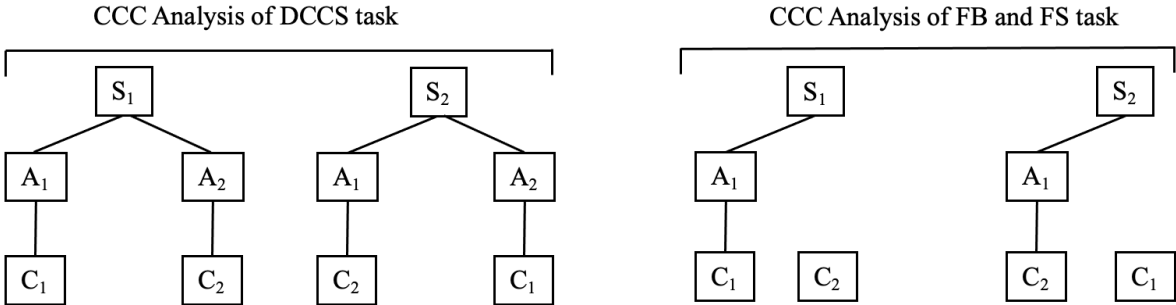 CCC Analysis of DCCS task
CCC Analysis of FB and FS task
S₁ S₂ S₁ S₂
A₁ A₂ A₁ A₂ A₁ A₁
C₁ C₂ C₂ C₁ C₁ C₂ C₂ C₁